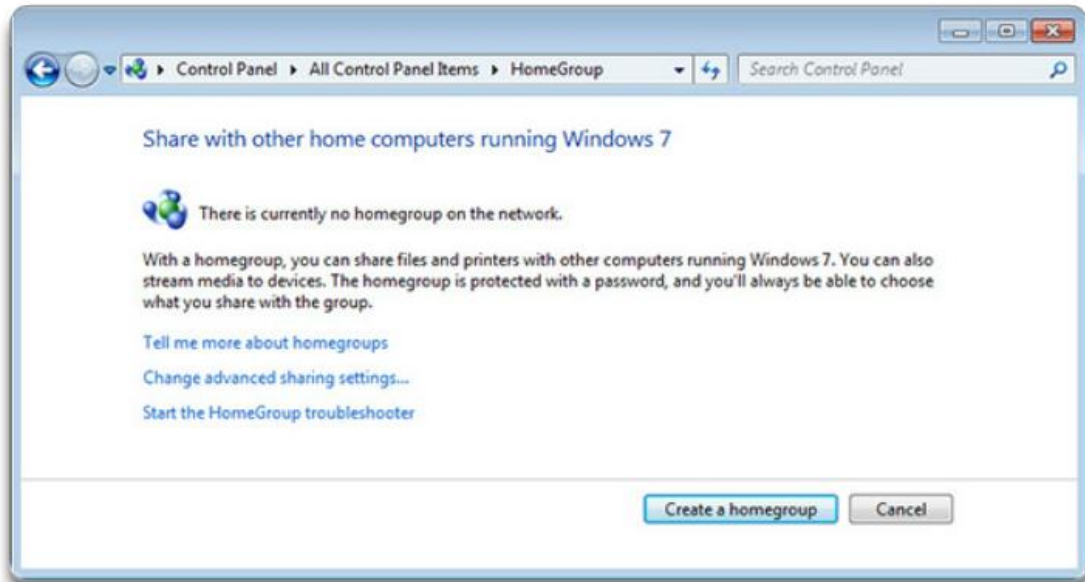 Control Panel ▸ All Control Panel Items ▸ HomeGroup
Search Control Panel
Share with other home computers running Windows 7
There is currently no homegroup on the network.
With a homegroup, you can share files and printers with other computers running Windows 7. You can also
stream media to devices. The homegroup is protected with a password, and you'll always be able to choose
what you share with the group.
Tell me more about homegroups
Change advanced sharing settings...
Start the HomeGroup troubleshooter
Create a homegroup
Cancel